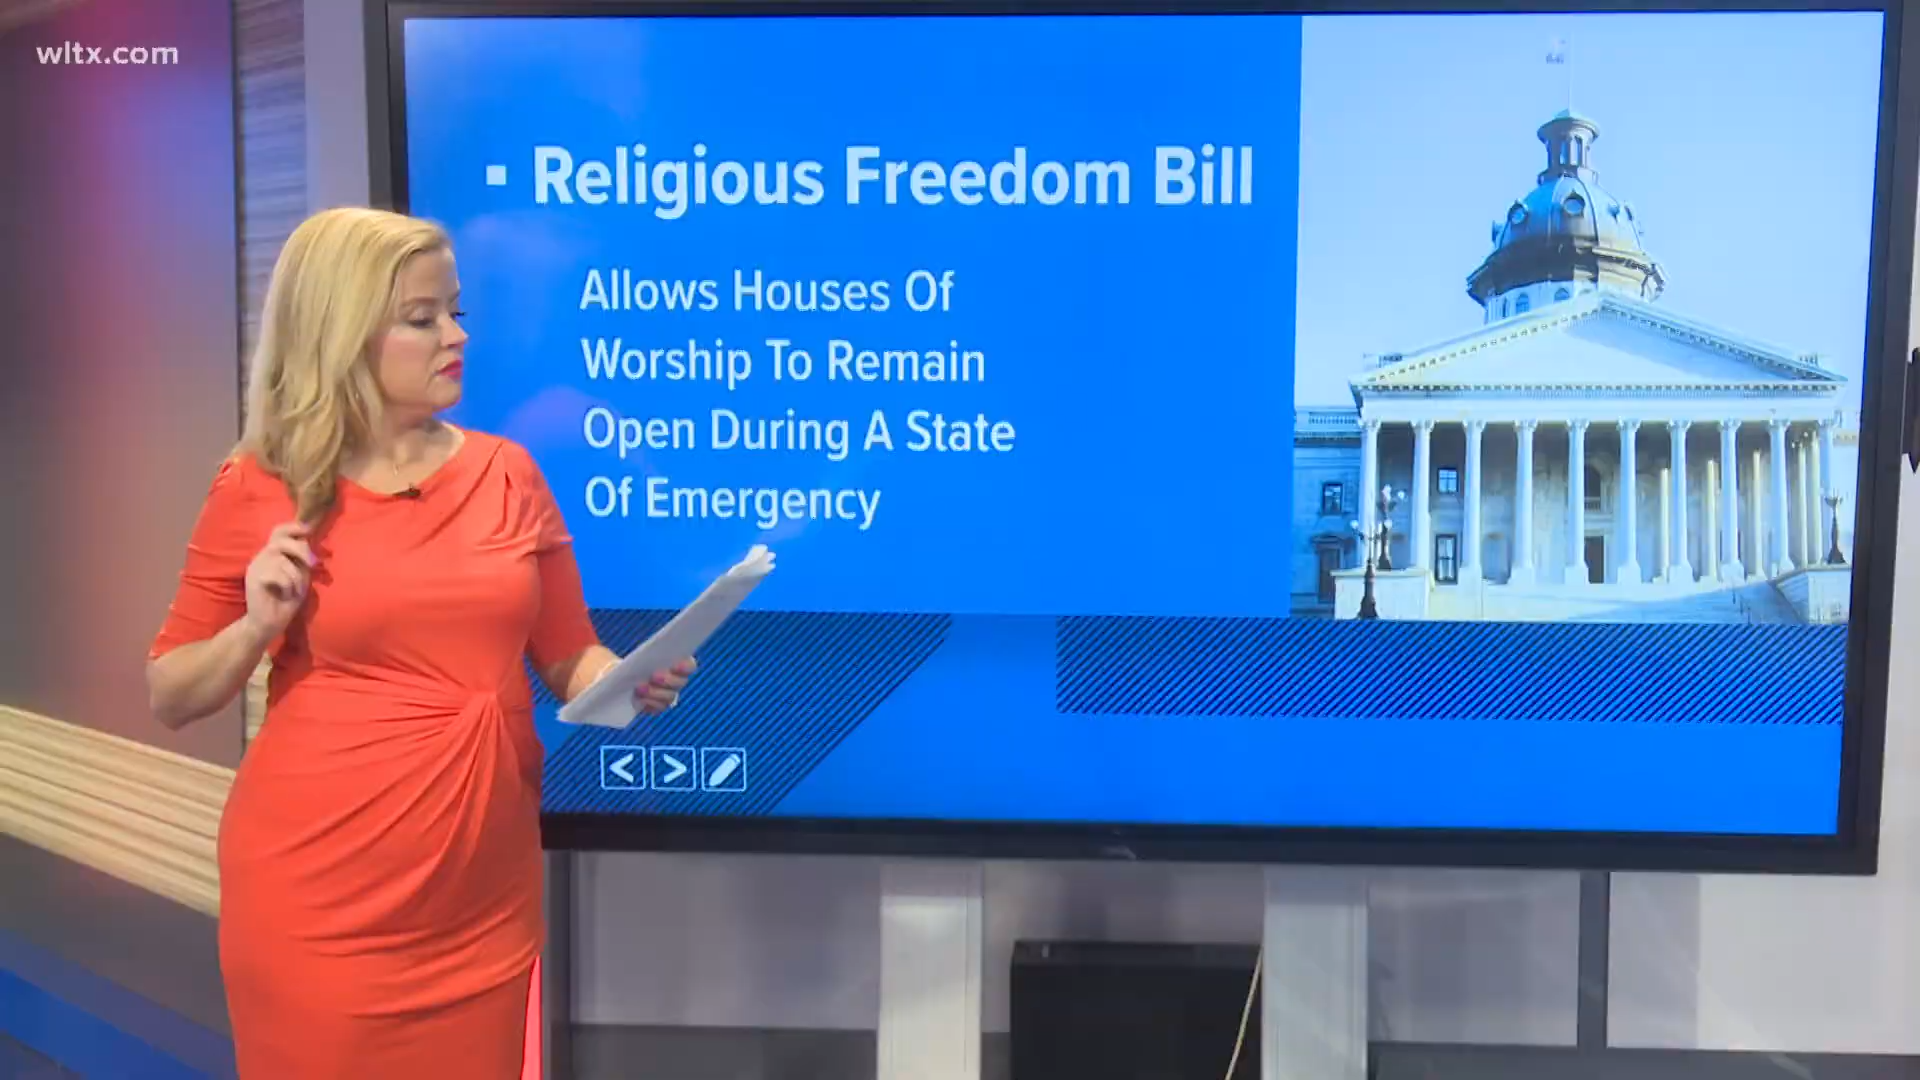 wltx.com
▪ Religious Freedom Bill
Allows Houses Of
Worship To Remain
Open During A State
Of Emergency
< >